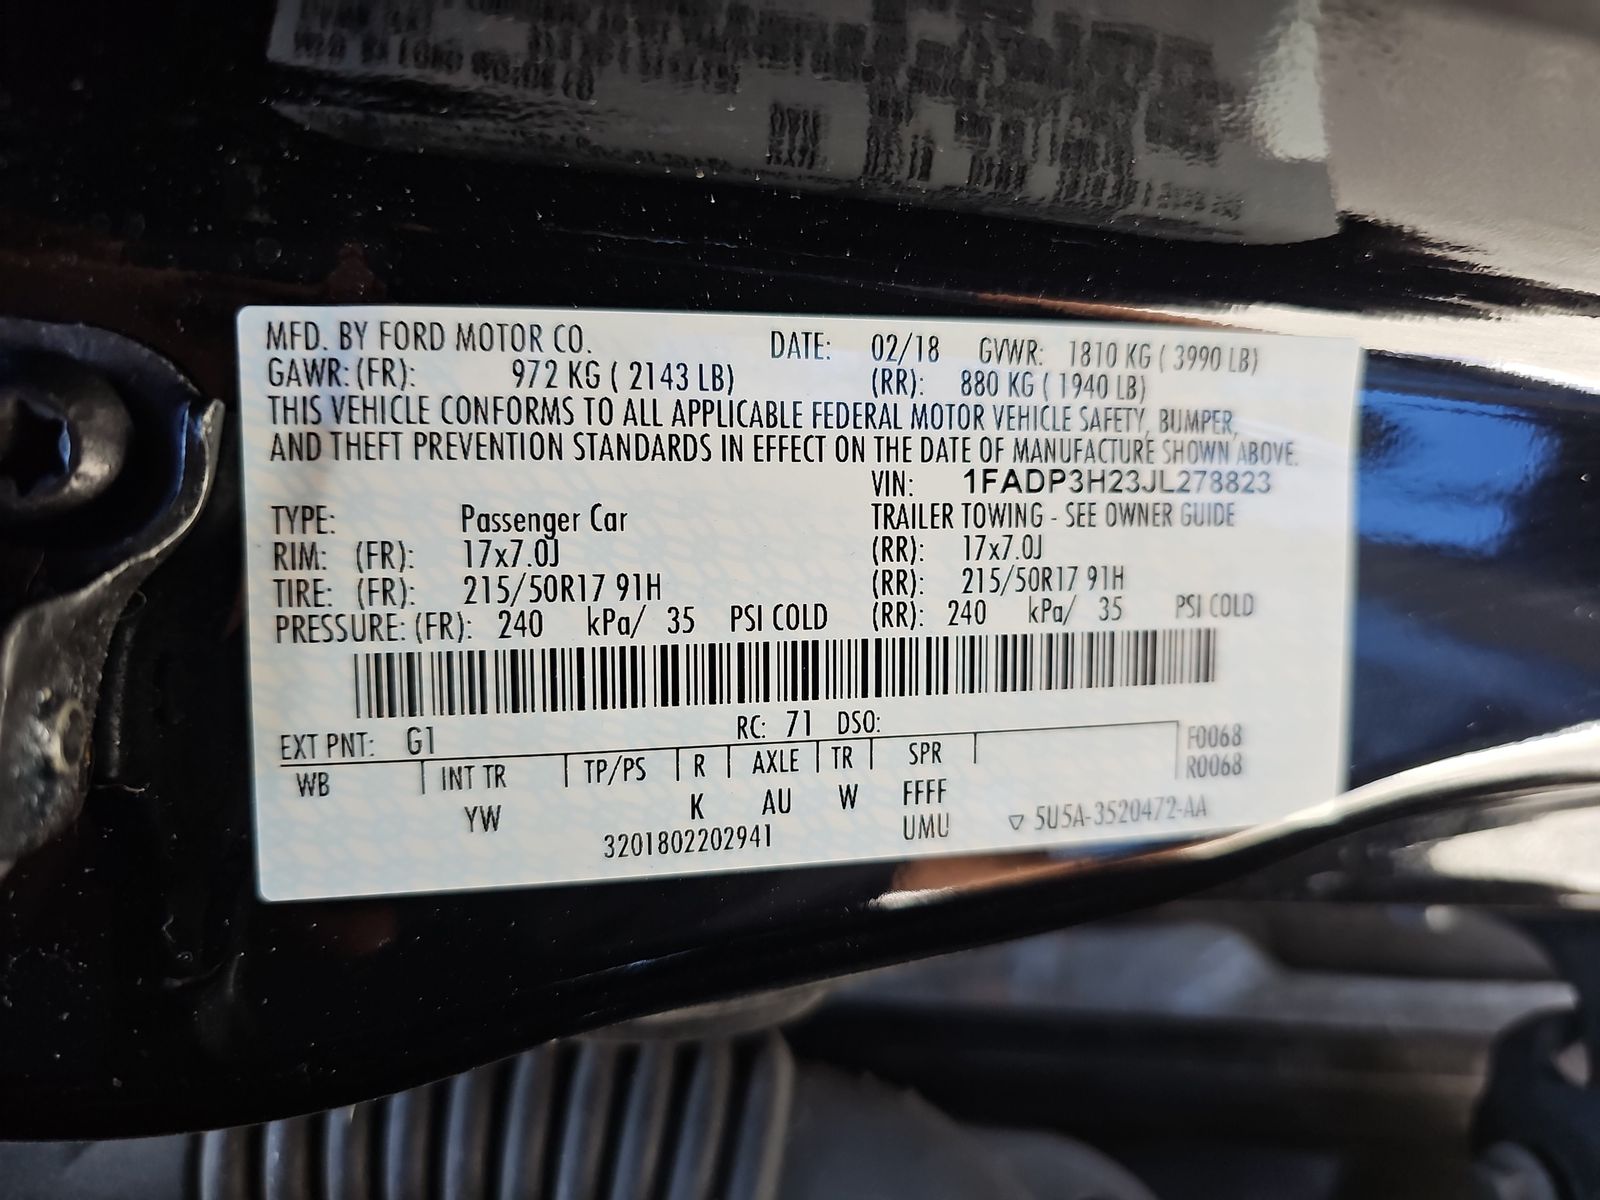 MFD. BY FORD MOTOR CO. DATE: 02/18 GVWR: 1810 KG ( 3990 LB)
GAWR: (FR): 972 KG ( 2143 LB) (RR): 880 KG ( 1940 LB)
THIS VEHICLE CONFORMS TO ALL APPLICABLE FEDERAL MOTOR VEHICLE SAFETY, BUMPER,
AND THEFT PREVENTION STANDARDS IN EFFECT ON THE DATE OF MANUFACTURE SHOWN ABOVE.
VIN: 1FADP3H23JL278823
TYPE: Passenger Car TRAILER TOWING - SEE OWNER GUIDE
RIM: (FR): 17x7.0J (RR): 17x7.0J
TIRE: (FR): 215/50R17 91H (RR): 215/50R17 91H
PRESSURE: (FR): 240 kPa/ 35 PSI COLD (RR): 240 kPa/ 35 PSI COLD
EXT PNT: G1 RC: 71 DSO: F0068
WB INT TR TP/PS R AXLE TR SPR R0068
YW K AU W FFFF
3201802202941 UMU ▽ 5U5A-3520472-AA